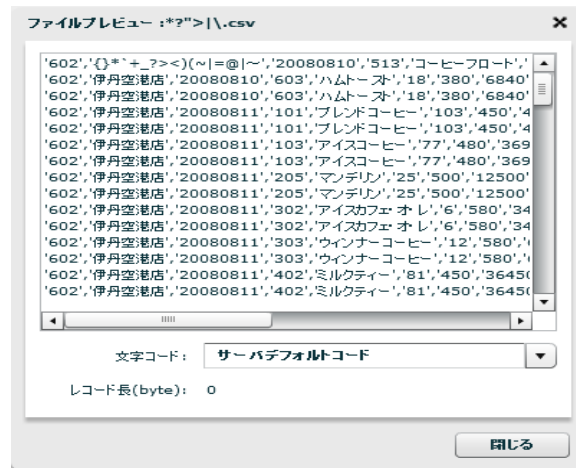 ファイルプレビュー :*?">|\.csv
'602','{}*`+_?><)(~|=@|～','20080810','513','コーヒーフロート','
'602','伊丹空港店','20080810','603','ハムトースト','18','380','6840'
'602','伊丹空港店','20080810','603','ハムトースト','18','380','6840'
'602','伊丹空港店','20080811','101','ブレンドコーヒー','103','450','4
'602','伊丹空港店','20080811','101','ブレンドコーヒー','103','450','4
'602','伊丹空港店','20080811','103','アイスコーヒー','77','480','369
'602','伊丹空港店','20080811','103','アイスコーヒー','77','480','369
'602','伊丹空港店','20080811','205','マンデリン','25','500','12500'
'602','伊丹空港店','20080811','205','マンデリン','25','500','12500'
'602','伊丹空港店','20080811','302','アイスカフェ・オ・レ','6','580','34
'602','伊丹空港店','20080811','302','アイスカフェ・オ・レ','6','580','34
'602','伊丹空港店','20080811','303','ウィンナーコーヒー','12','580','
'602','伊丹空港店','20080811','303','ウィンナーコーヒー','12','580','
'602','伊丹空港店','20080811','402','ミルクティー','81','450','3645
'602','伊丹空港店','20080811','402','ミルクティー','81','450','3645
文字コード: サーバデフォルトコード
レコード長(byte): 0
閉じる